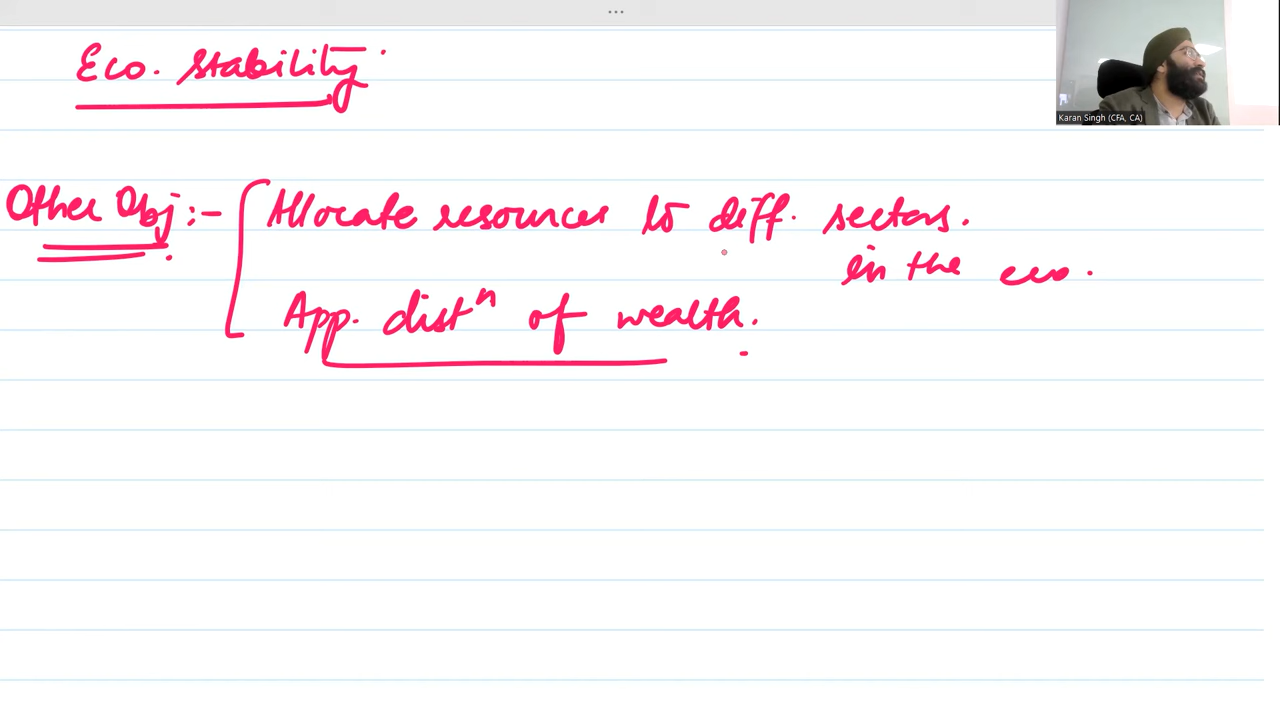 Eco. Stability
Karan Singh (CFA, CA)
Other Obj :- Allocate resources to diff. sectors.
in the eco.
App. distⁿ of wealth.